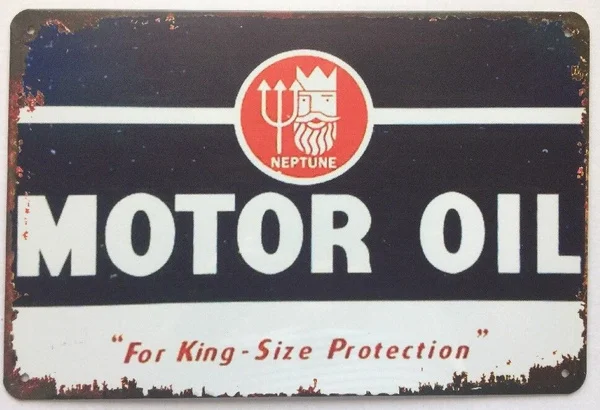 NEPTUNE
MOTOR OIL
"For King-Size Protection"